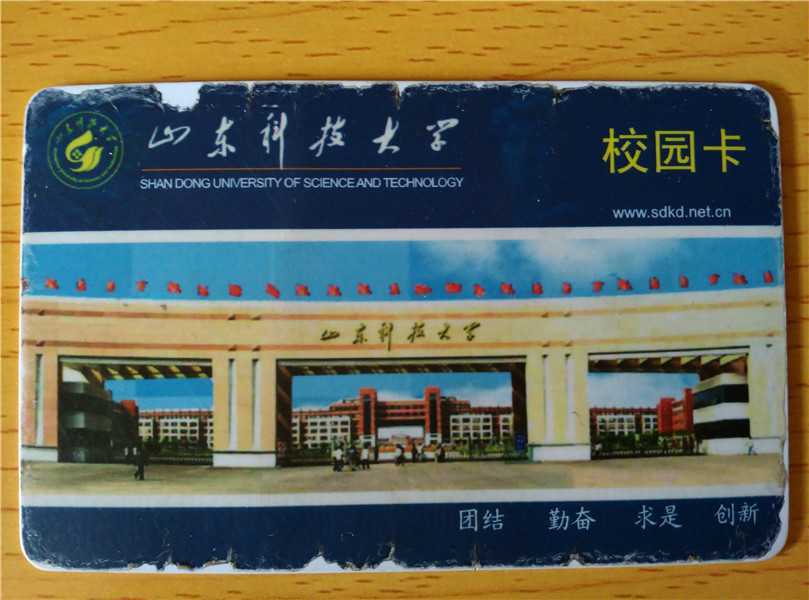 山东科技大学
校园卡
SHAN DONG UNIVERSITY OF SCIENCE AND TECHNOLOGY
www.sdkd.net.cn
山东科技大学
团结 勤奋 求是 创新